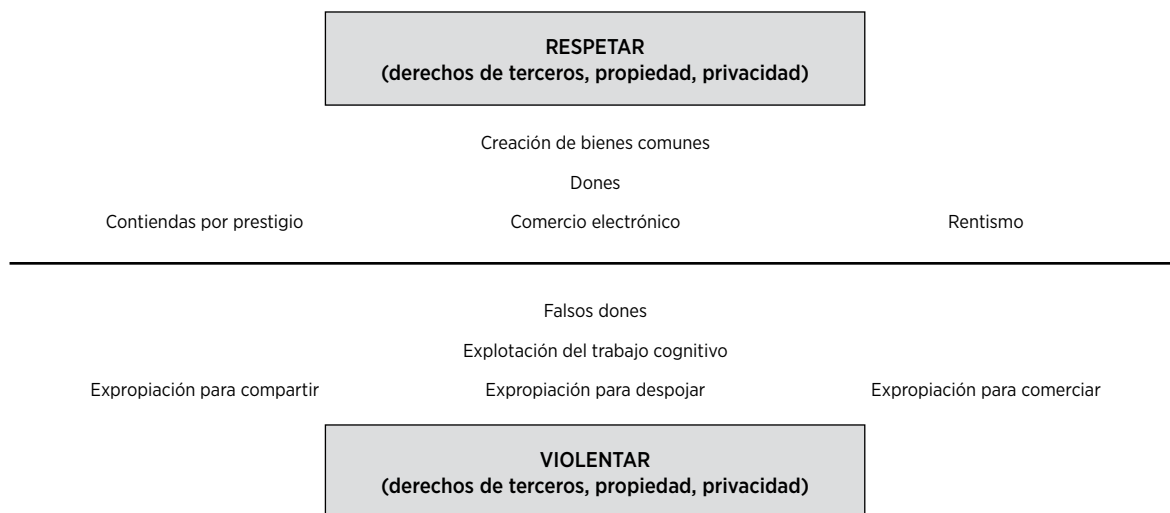 RESPETAR
(derechos de terceros, propiedad, privacidad)
Creación de bienes comunes
Dones
Contiendas por prestigio Comercio electrónico Rentismo
Falsos dones
Explotación del trabajo cognitivo
Expropiación para compartir Expropiación para despojar Expropiación para comerciar
VIOLENTAR
(derechos de terceros, propiedad, privacidad)